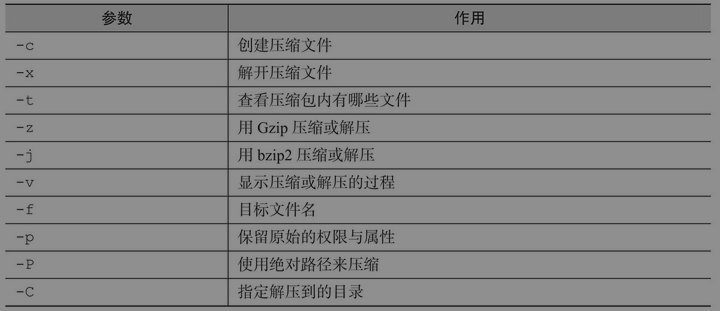 参数 作用
-c 创建压缩文件
-x 解开压缩文件
-t 查看压缩包内有哪些文件
-z 用 Gzip 压缩或解压
-j 用 bzip2 压缩或解压
-v 显示压缩或解压的过程
-f 目标文件名
-p 保留原始的权限与属性
-P 使用绝对路径来压缩
-C 指定解压到的目录